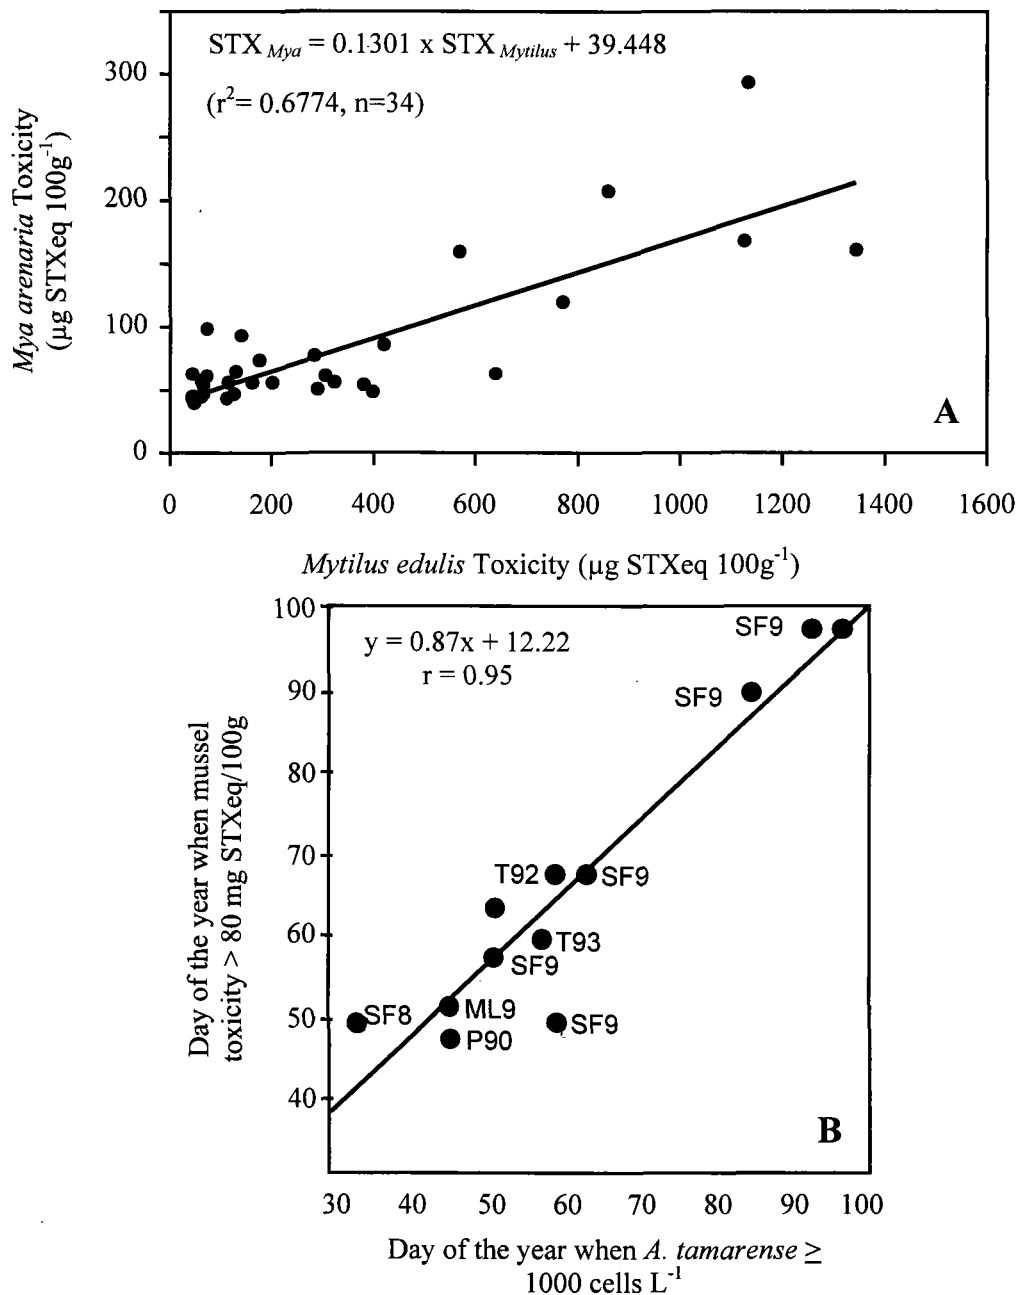 STX Mya = 0.1301 x STX Mytilus + 39.448
(r²= 0.6774, n=34)
Mya arenaria Toxicity
(µg STXeq 100g⁻¹)
300
200
100
0
A
0 200 400 600 800 1000 1200 1400 1600
Mytilus edulis Toxicity (µg STXeq 100g⁻¹)
y = 0.87x + 12.22
r = 0.95
Day of the year when mussel
toxicity > 80 mg STXeq/100g
100
90
80
70
60
50
40
SF9
SF9
T92
SF9
T93
SF9
SF8
ML9
SF9
P90
B
30 40 50 60 70 80 90 100
Day of the year when A. tamarense ≥
1000 cells L⁻¹